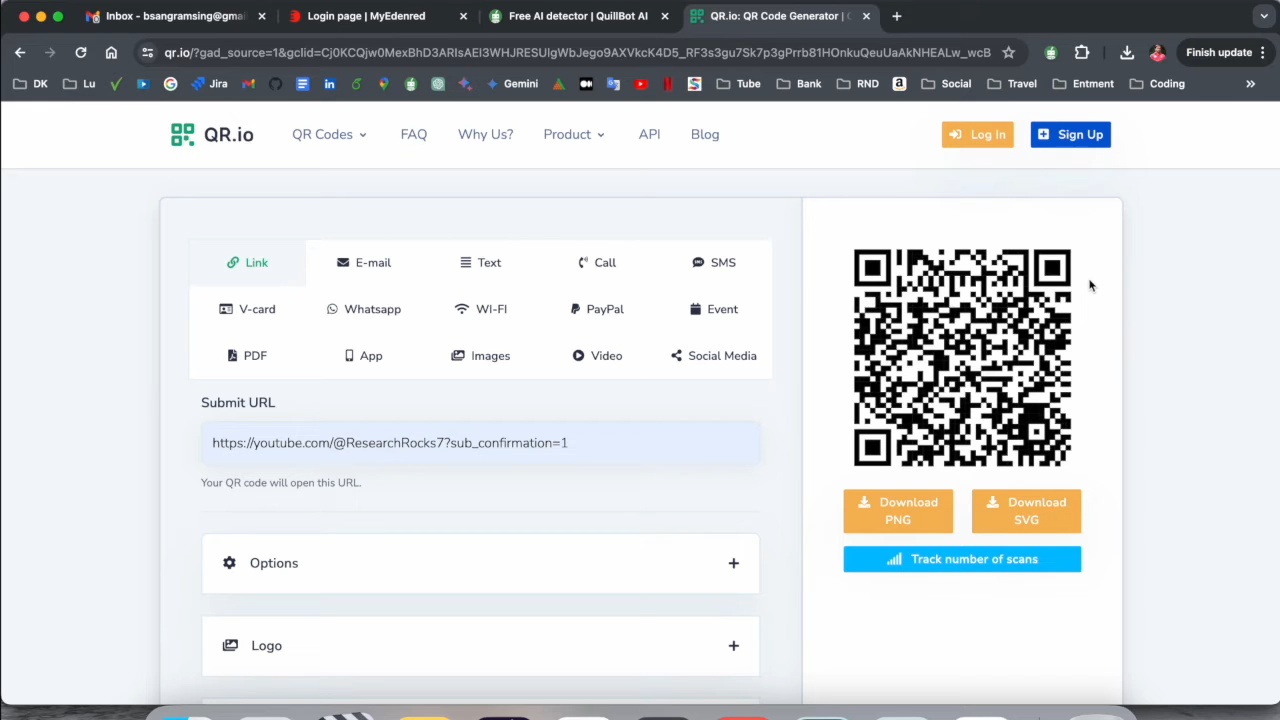 Inbox - bsangramsing@gmai
Login page | MyEdenred
Free AI detector | QuillBot AI
QR.io: QR Code Generator | (
qr.io/?gad_source=1&gclid=Cj0KCQjw0MexBhD3ARIsAEI3WHJRESUIgWbJego9AXVkcK4D5_RF3s3gu7Sk7p3gPrrb81HOnkuQeuUaAkNHEALw_wcB
Finish update
DK
Lu
Jira
Gemini
Tube
Bank
RND
Social
Travel
Entment
Coding
QR.io
QR Codes
FAQ
Why Us?
Product
API
Blog
Log In
Sign Up
Link
E-mail
Text
Call
SMS
V-card
Whatsapp
WI-FI
PayPal
Event
PDF
App
Images
Video
Social Media
Submit URL
https://youtube.com/@ResearchRocks7?sub_confirmation=1
Your QR code will open this URL.
Download
PNG
Download
SVG
Track number of scans
Options
Logo